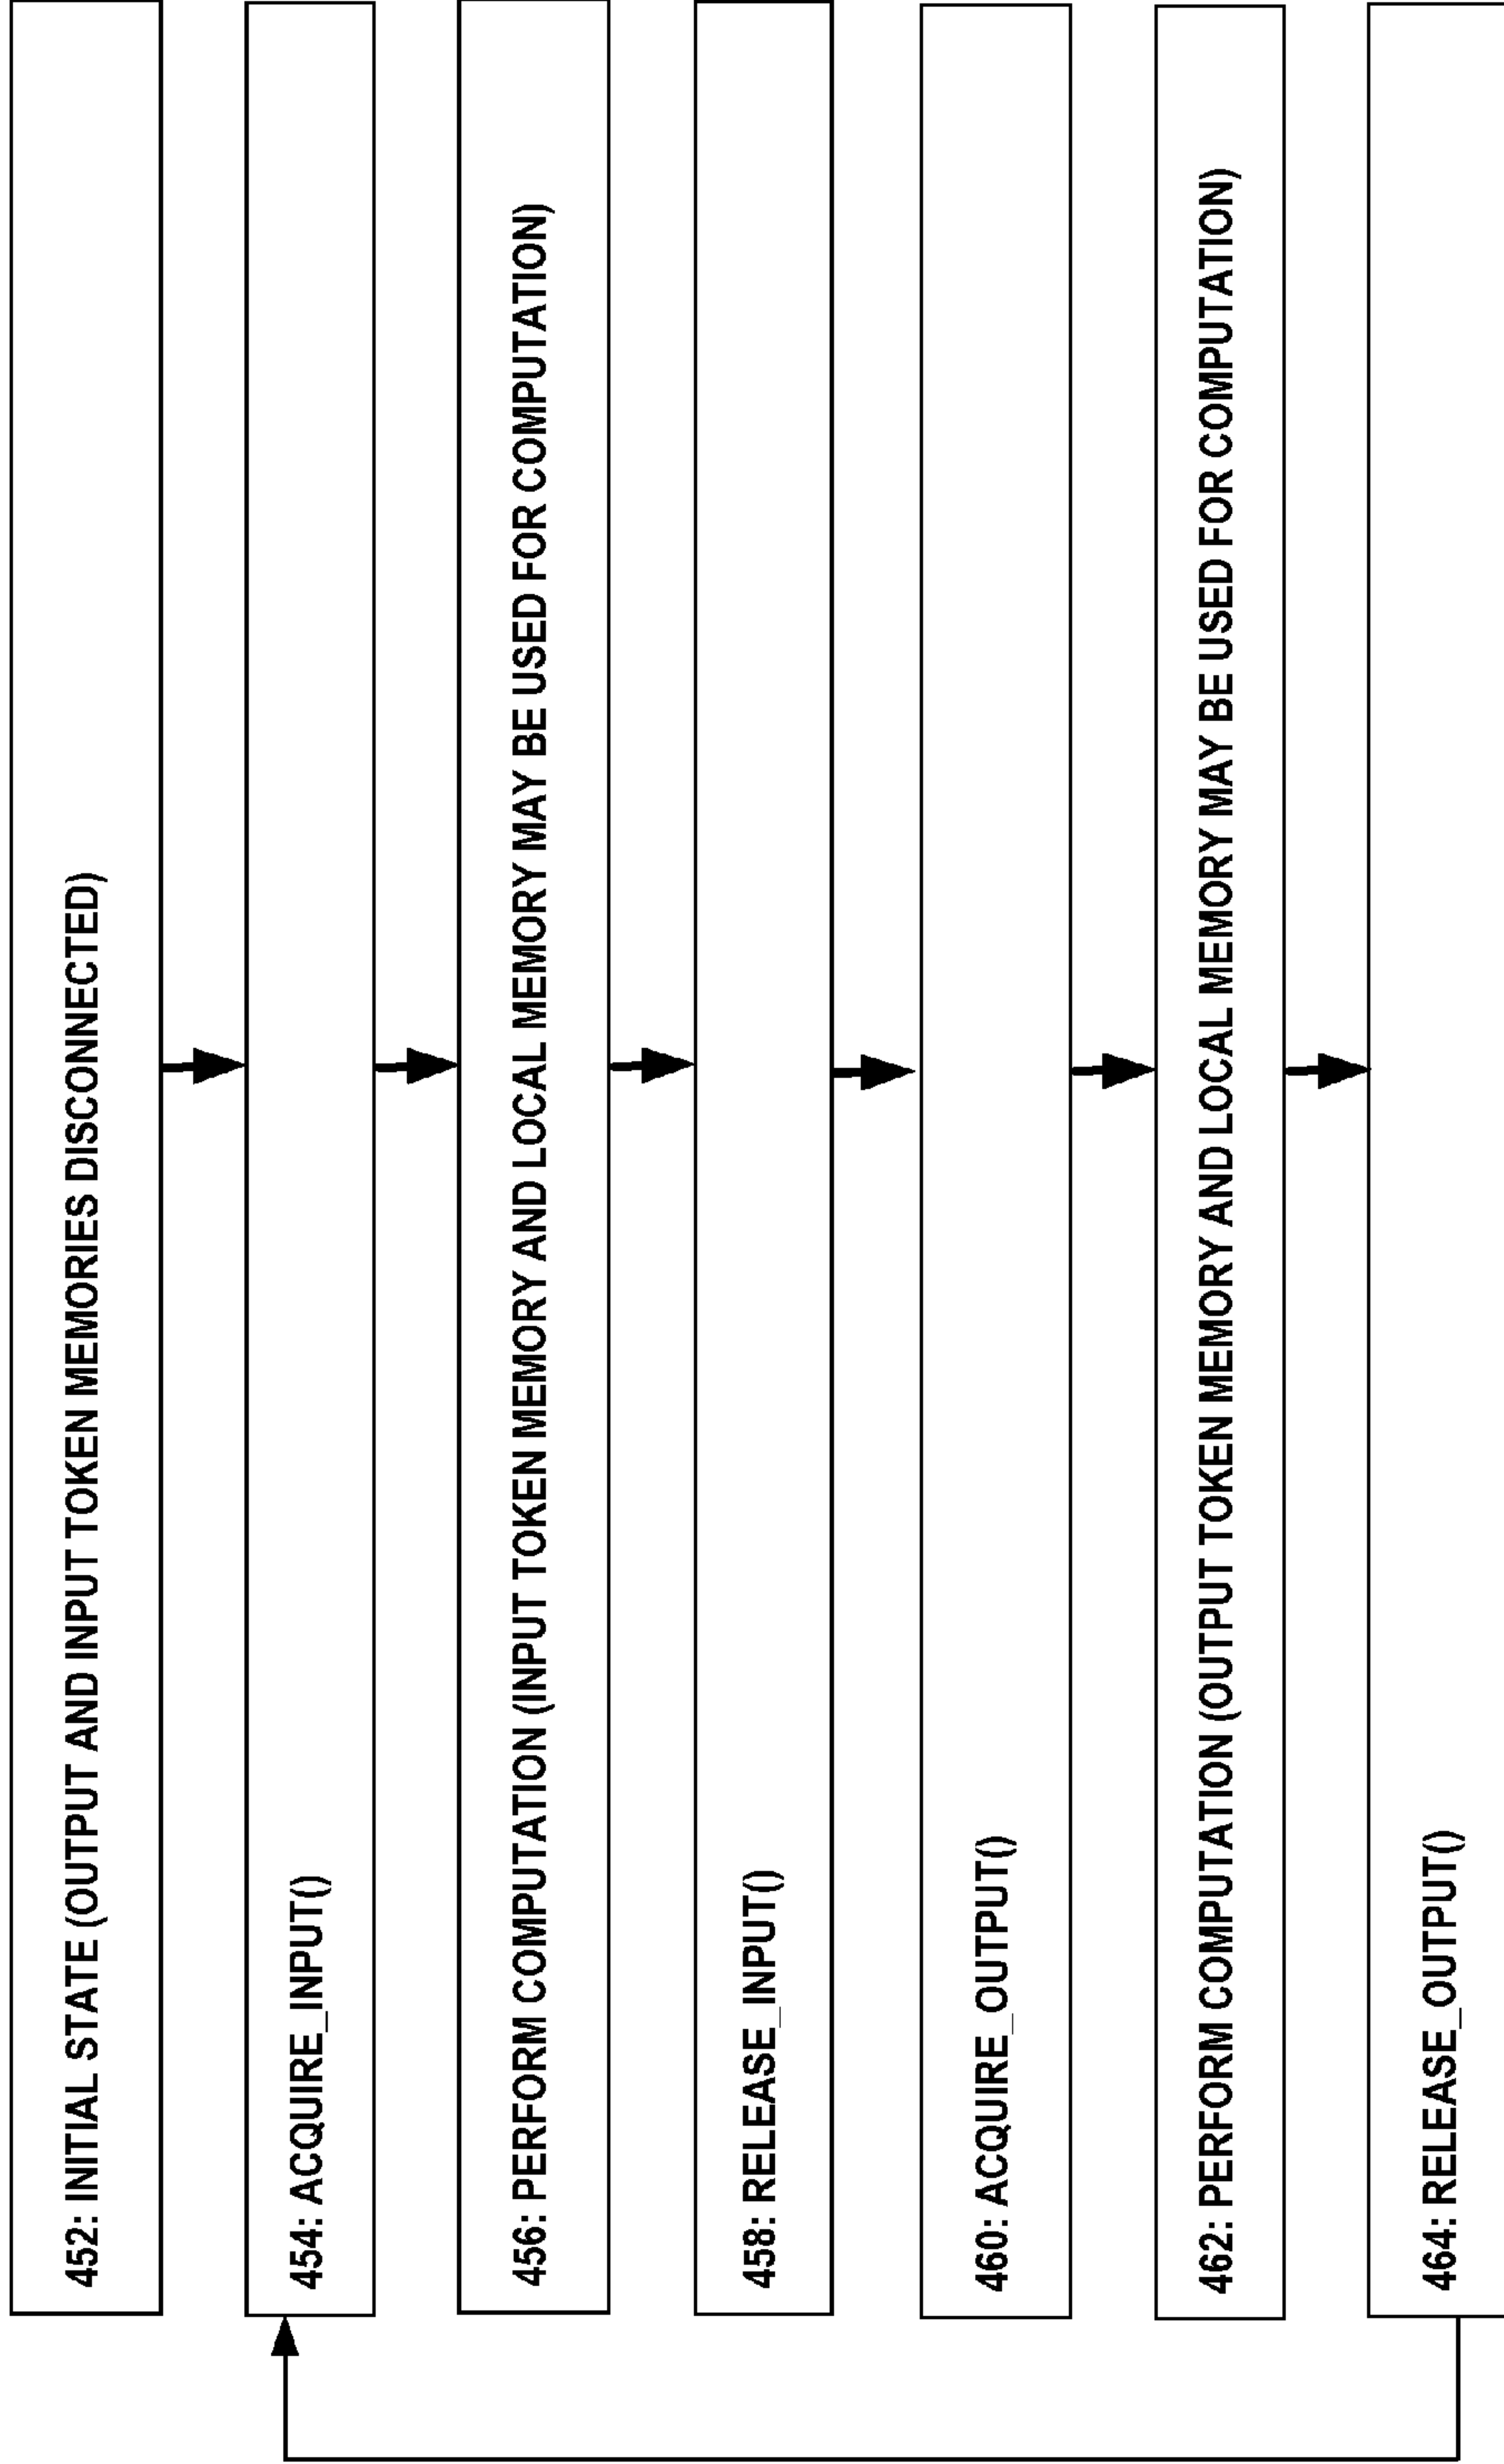 452: INITIAL STATE (OUTPUT AND INPUT TOKEN MEMORIES DISCONNECTED)
454: ACQUIRE_INPUT()
456: PERFORM COMPUTATION (INPUT TOKEN MEMORY AND LOCAL MEMORY MAY BE USED FOR COMPUTATION)
458: RELEASE_INPUT()
460: ACQUIRE_OUTPUT()
462: PERFORM COMPUTATION (OUTPUT TOKEN MEMORY AND LOCAL MEMORY MAY BE USED FOR COMPUTATION)
464: RELEASE_OUTPUT()